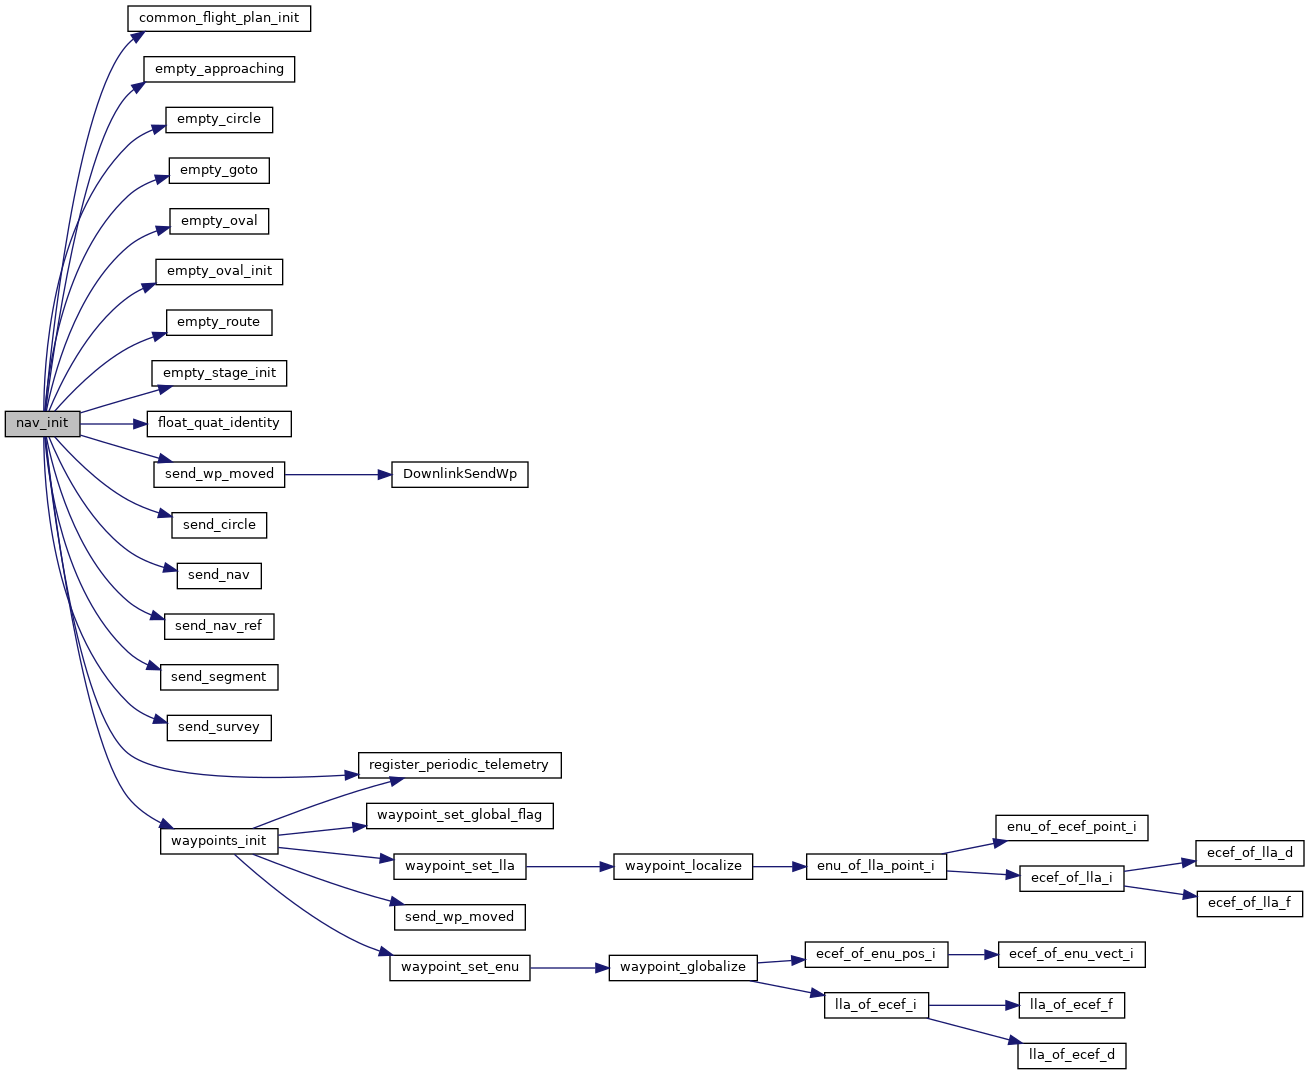 common_flight_plan_init
empty_approaching
empty_circle
empty_goto
empty_oval
empty_oval_init
empty_route
empty_stage_init
nav_init
float_quat_identity
send_wp_moved
DownlinkSendWp
send_circle
send_nav
send_nav_ref
send_segment
send_survey
register_periodic_telemetry
waypoints_init
waypoint_set_global_flag
waypoint_set_lla
waypoint_localize
enu_of_lla_point_i
enu_of_ecef_point_i
ecef_of_lla_i
ecef_of_lla_d
ecef_of_lla_f
send_wp_moved
waypoint_set_enu
waypoint_globalize
ecef_of_enu_pos_i
ecef_of_enu_vect_i
lla_of_ecef_i
lla_of_ecef_f
lla_of_ecef_d